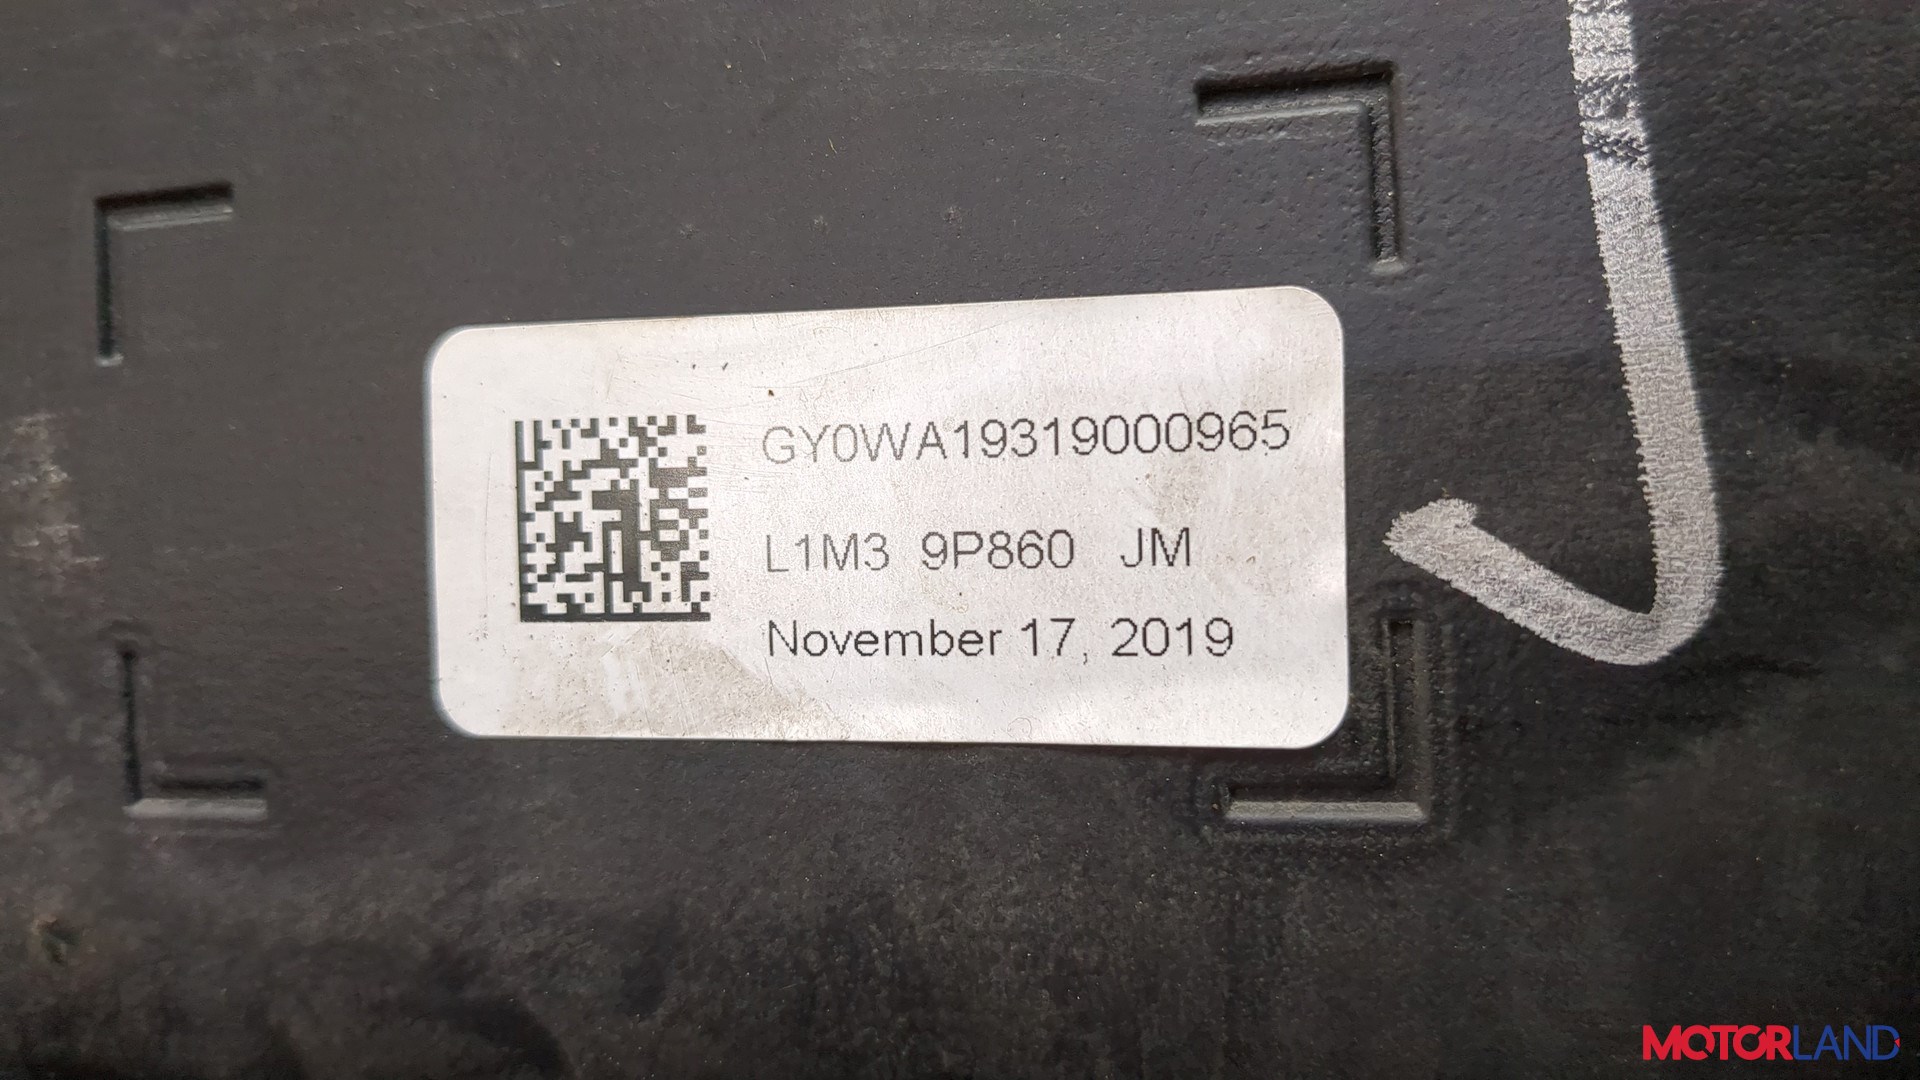 GY0WA19319000965
L1M3 9P860 JM
November 17, 2019
MOTORLAND